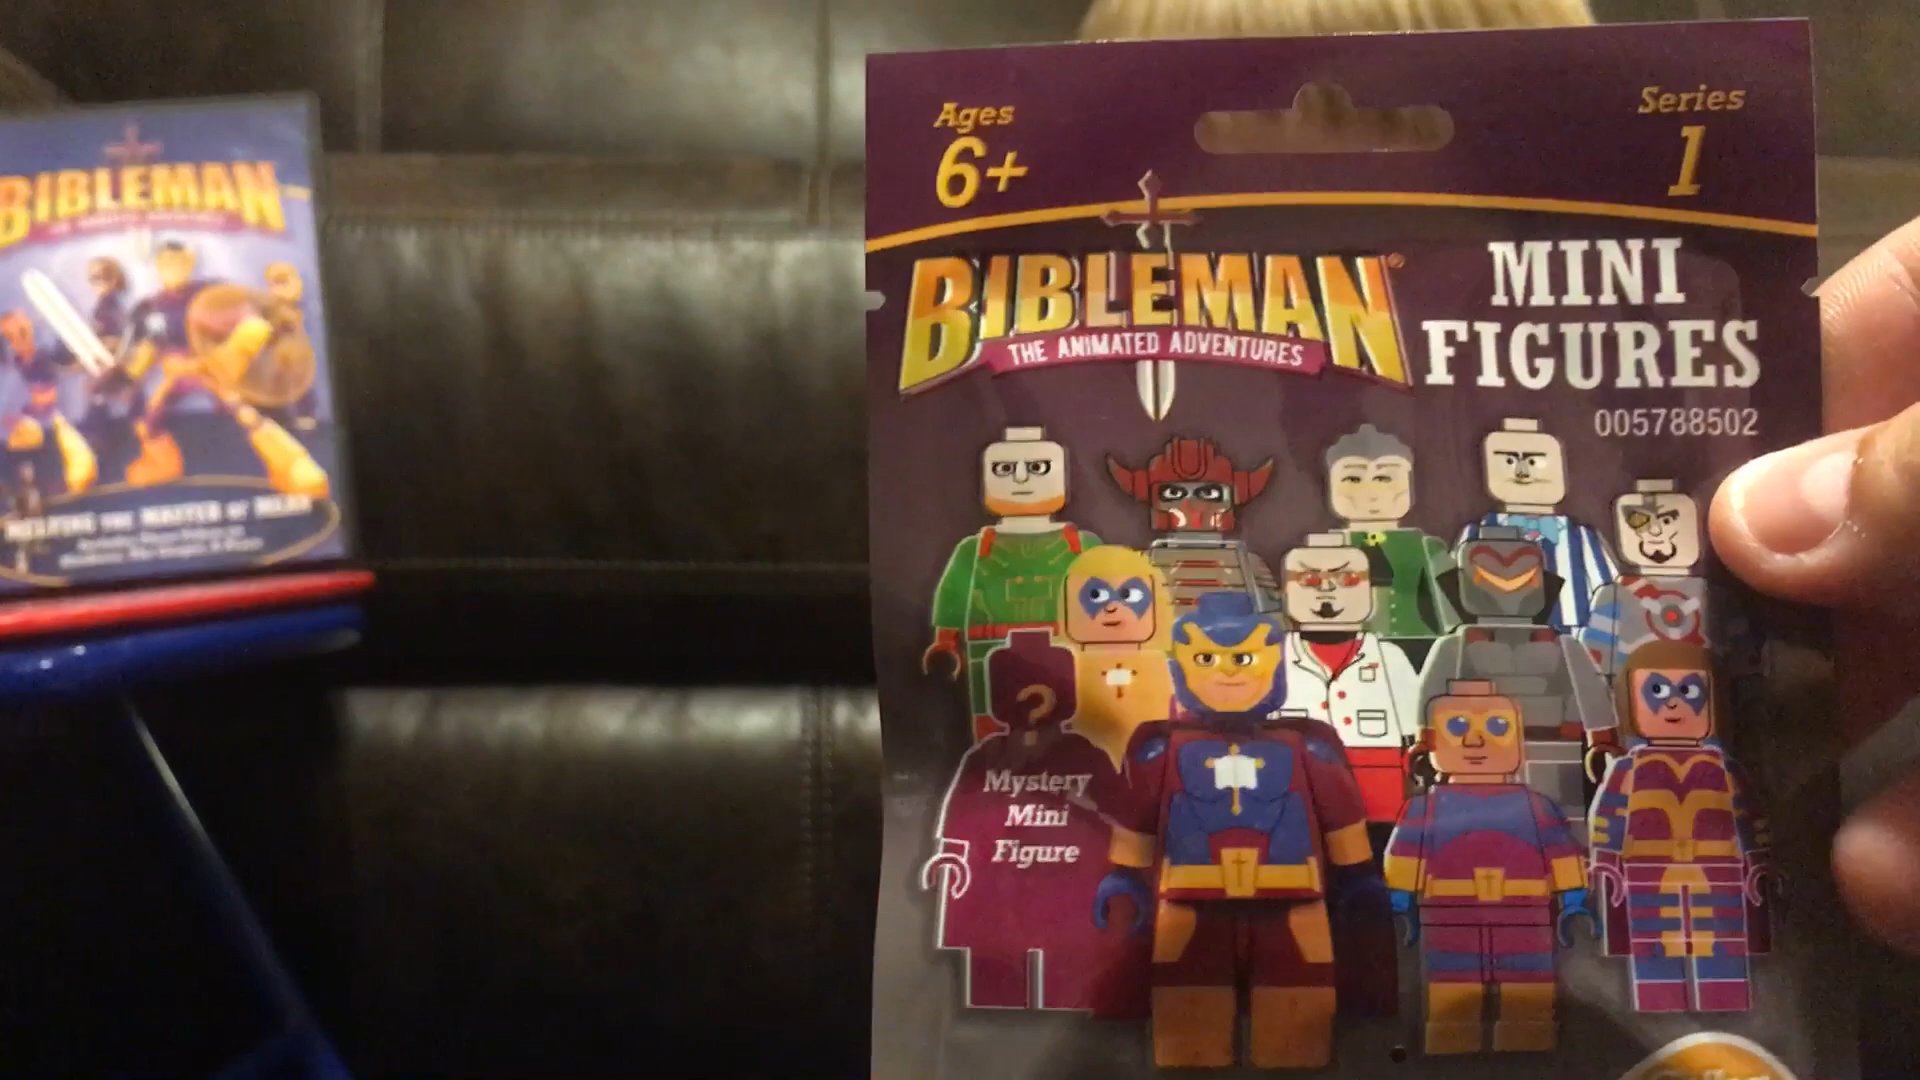 BIBLEMAN
Ages
6+
Series
1
BIBLEMAN®
THE ANIMATED ADVENTURES
MINI
FIGURES
005788502
?
Mystery
Mini
Figure